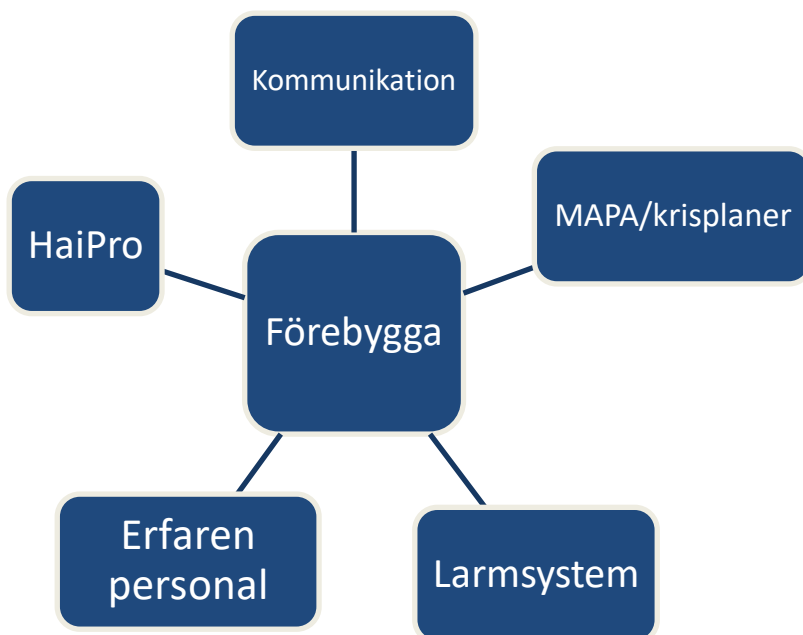 Kommunikation
HaiPro
MAPA/krisplaner
Förebygga
Erfaren
personal
Larmsystem